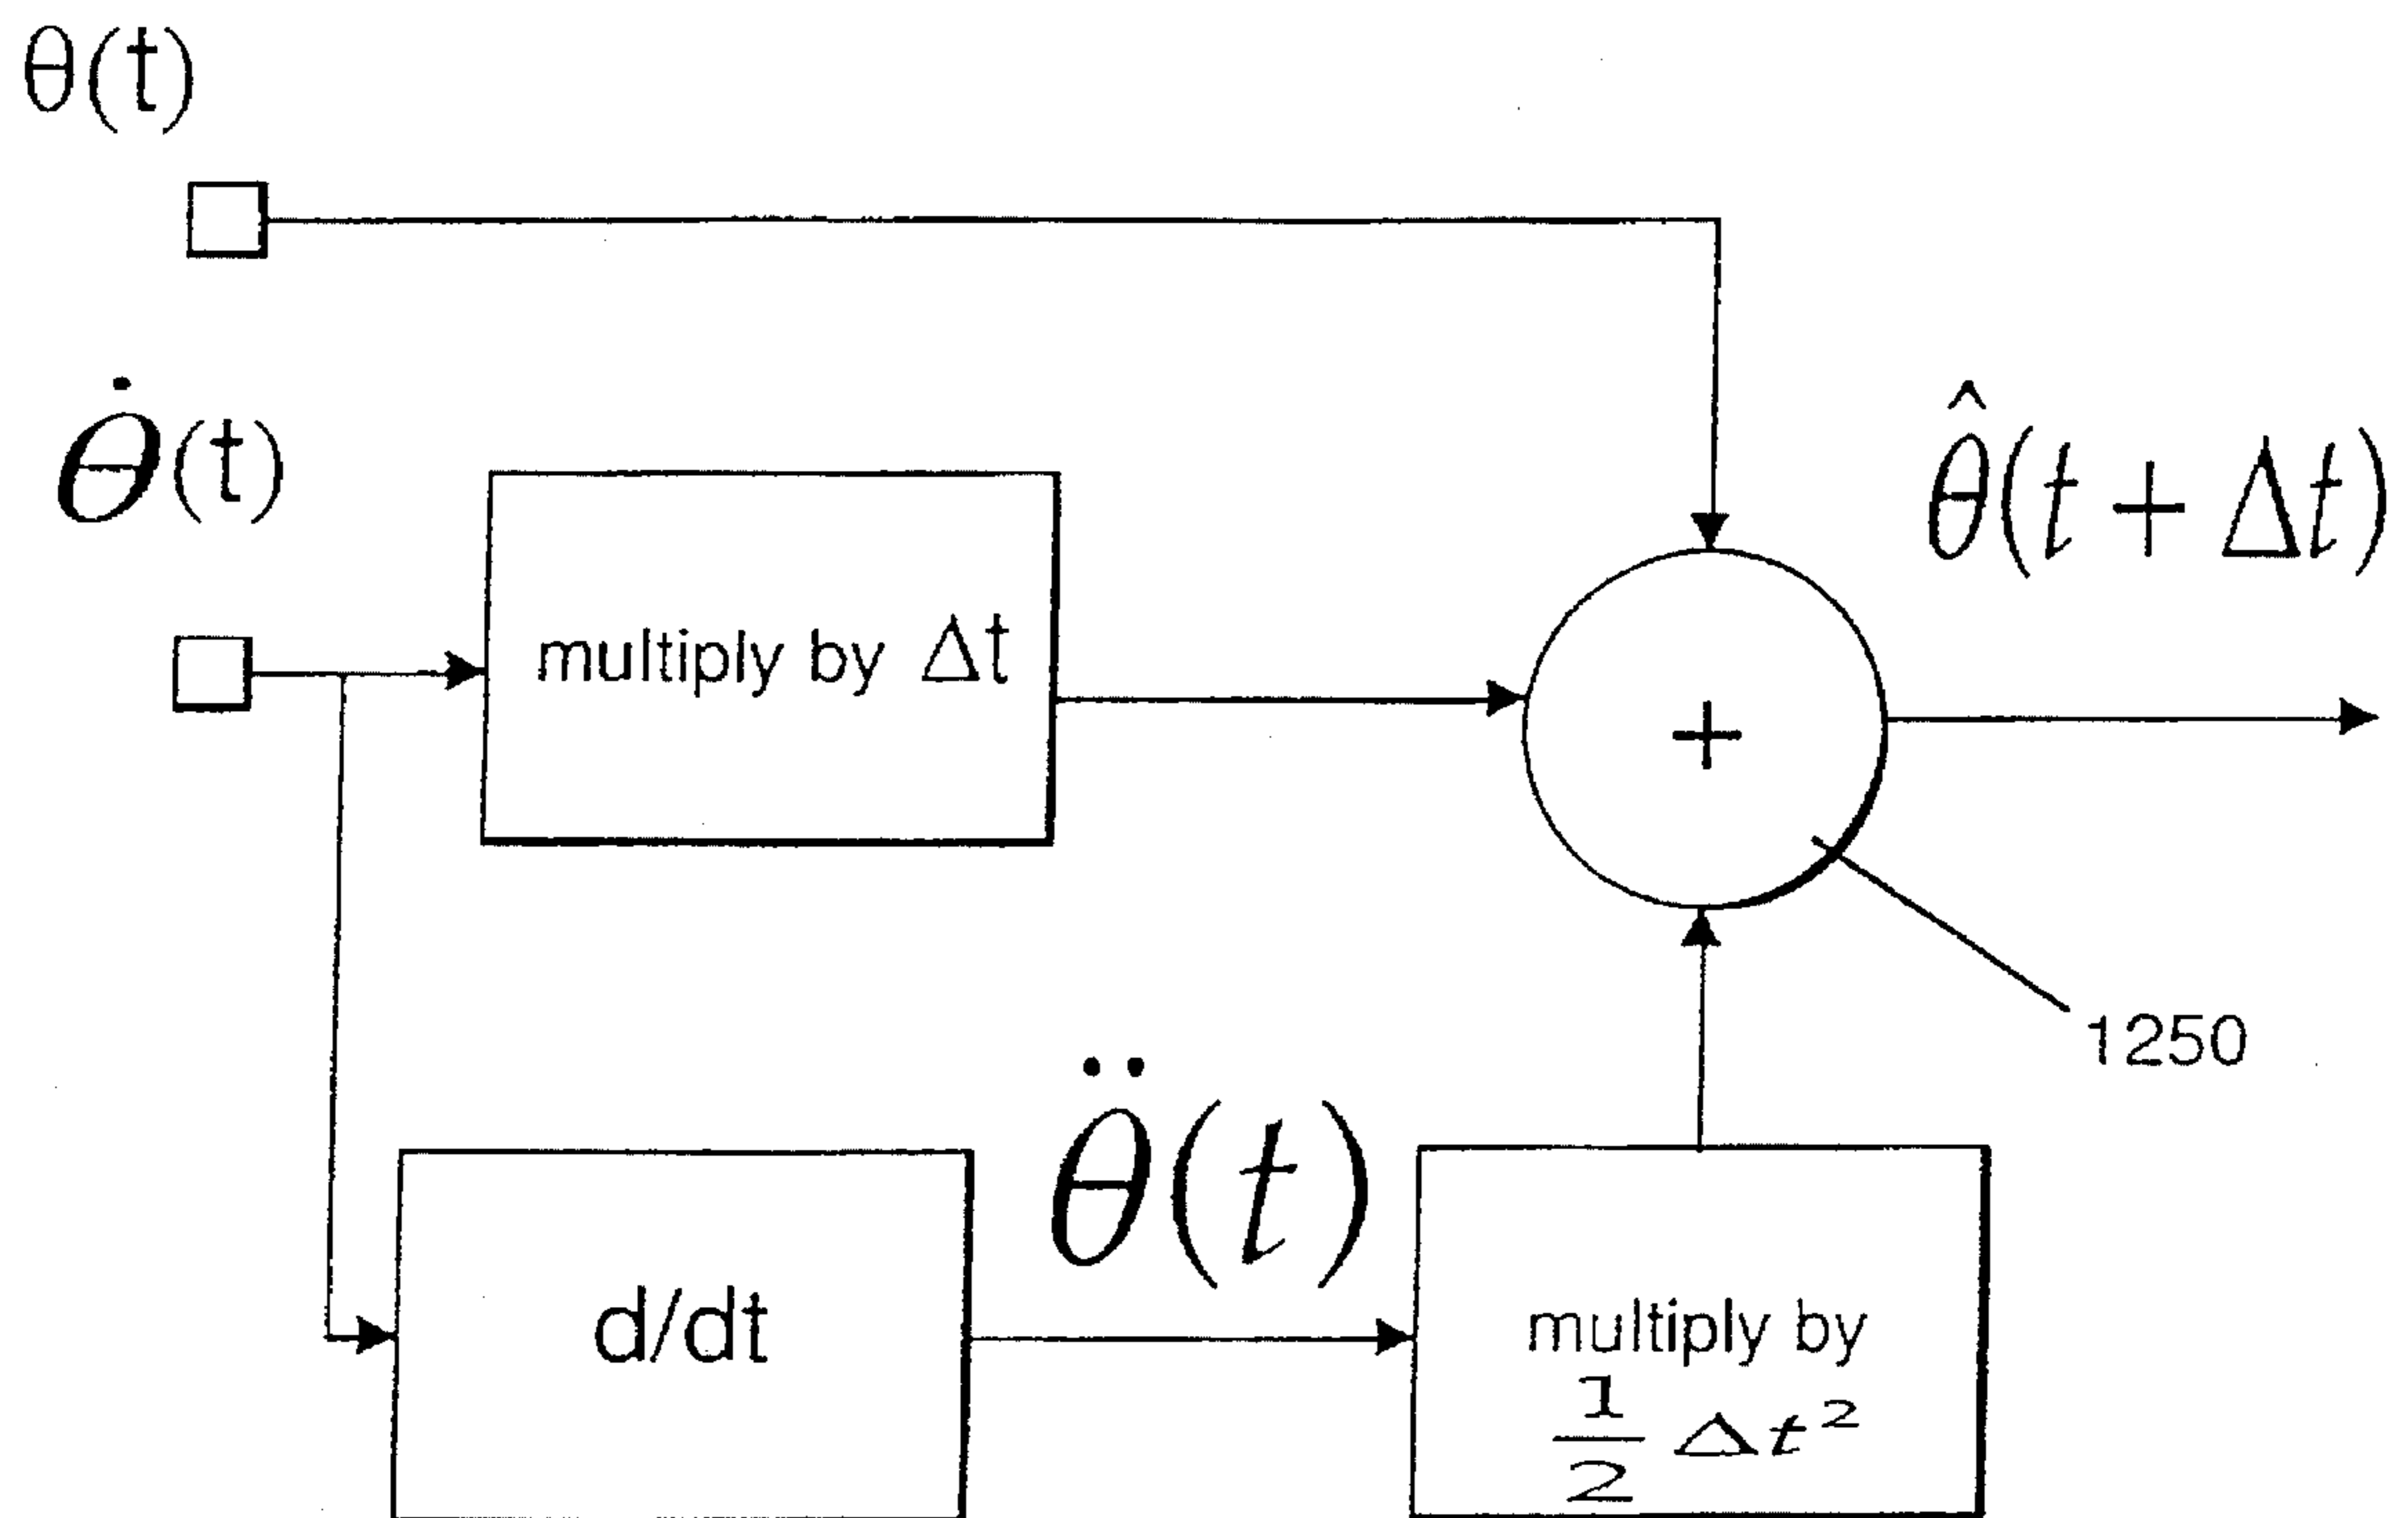 θ(t)
θ̇(t)
multiply by Δt
+
θ̂(t + Δt)
1250
d/dt
θ̈(t)
multiply by
1/2 Δt²